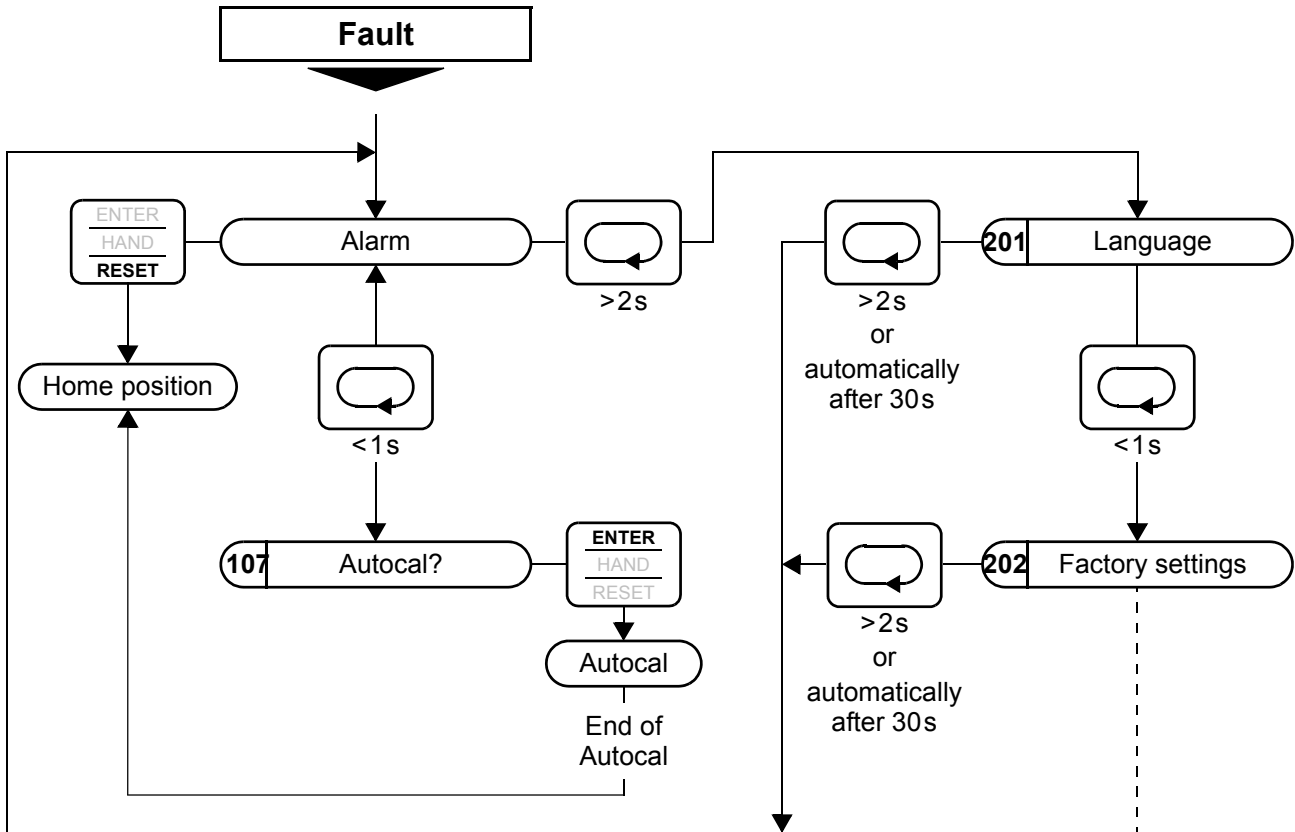 Fault
ENTER
HAND
RESET
Alarm
>2s
201 Language
>2s
or
automatically
after 30s
Home position
<1s
<1s
107 Autocal?
ENTER
HAND
RESET
202 Factory settings
>2s
or
automatically
after 30s
Autocal
End of
Autocal